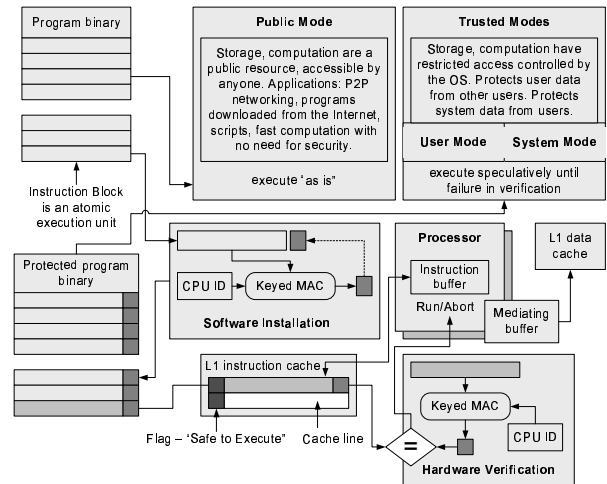 Program binary
Public Mode
Storage, computation are a
public resource, accessible by
anyone. Applications: P2P
networking, programs
downloaded from the Internet,
scripts, fast computation with
no need for security.
execute “as is”
Trusted Modes
Storage, computation have
restricted access controlled by
the OS. Protects user data
from other users. Protects
system data from users.
User Mode
System Mode
execute speculatively until
failure in verification
Instruction Block
is an atomic
execution unit
Protected program
binary
CPU ID
Keyed MAC
Software Installation
Processor
Instruction
buffer
Run/Abort
L1 data
cache
Mediating
buffer
L1 instruction cache
Flag – “Safe to Execute”
Cache line
Keyed MAC
CPU ID
=
Hardware Verification